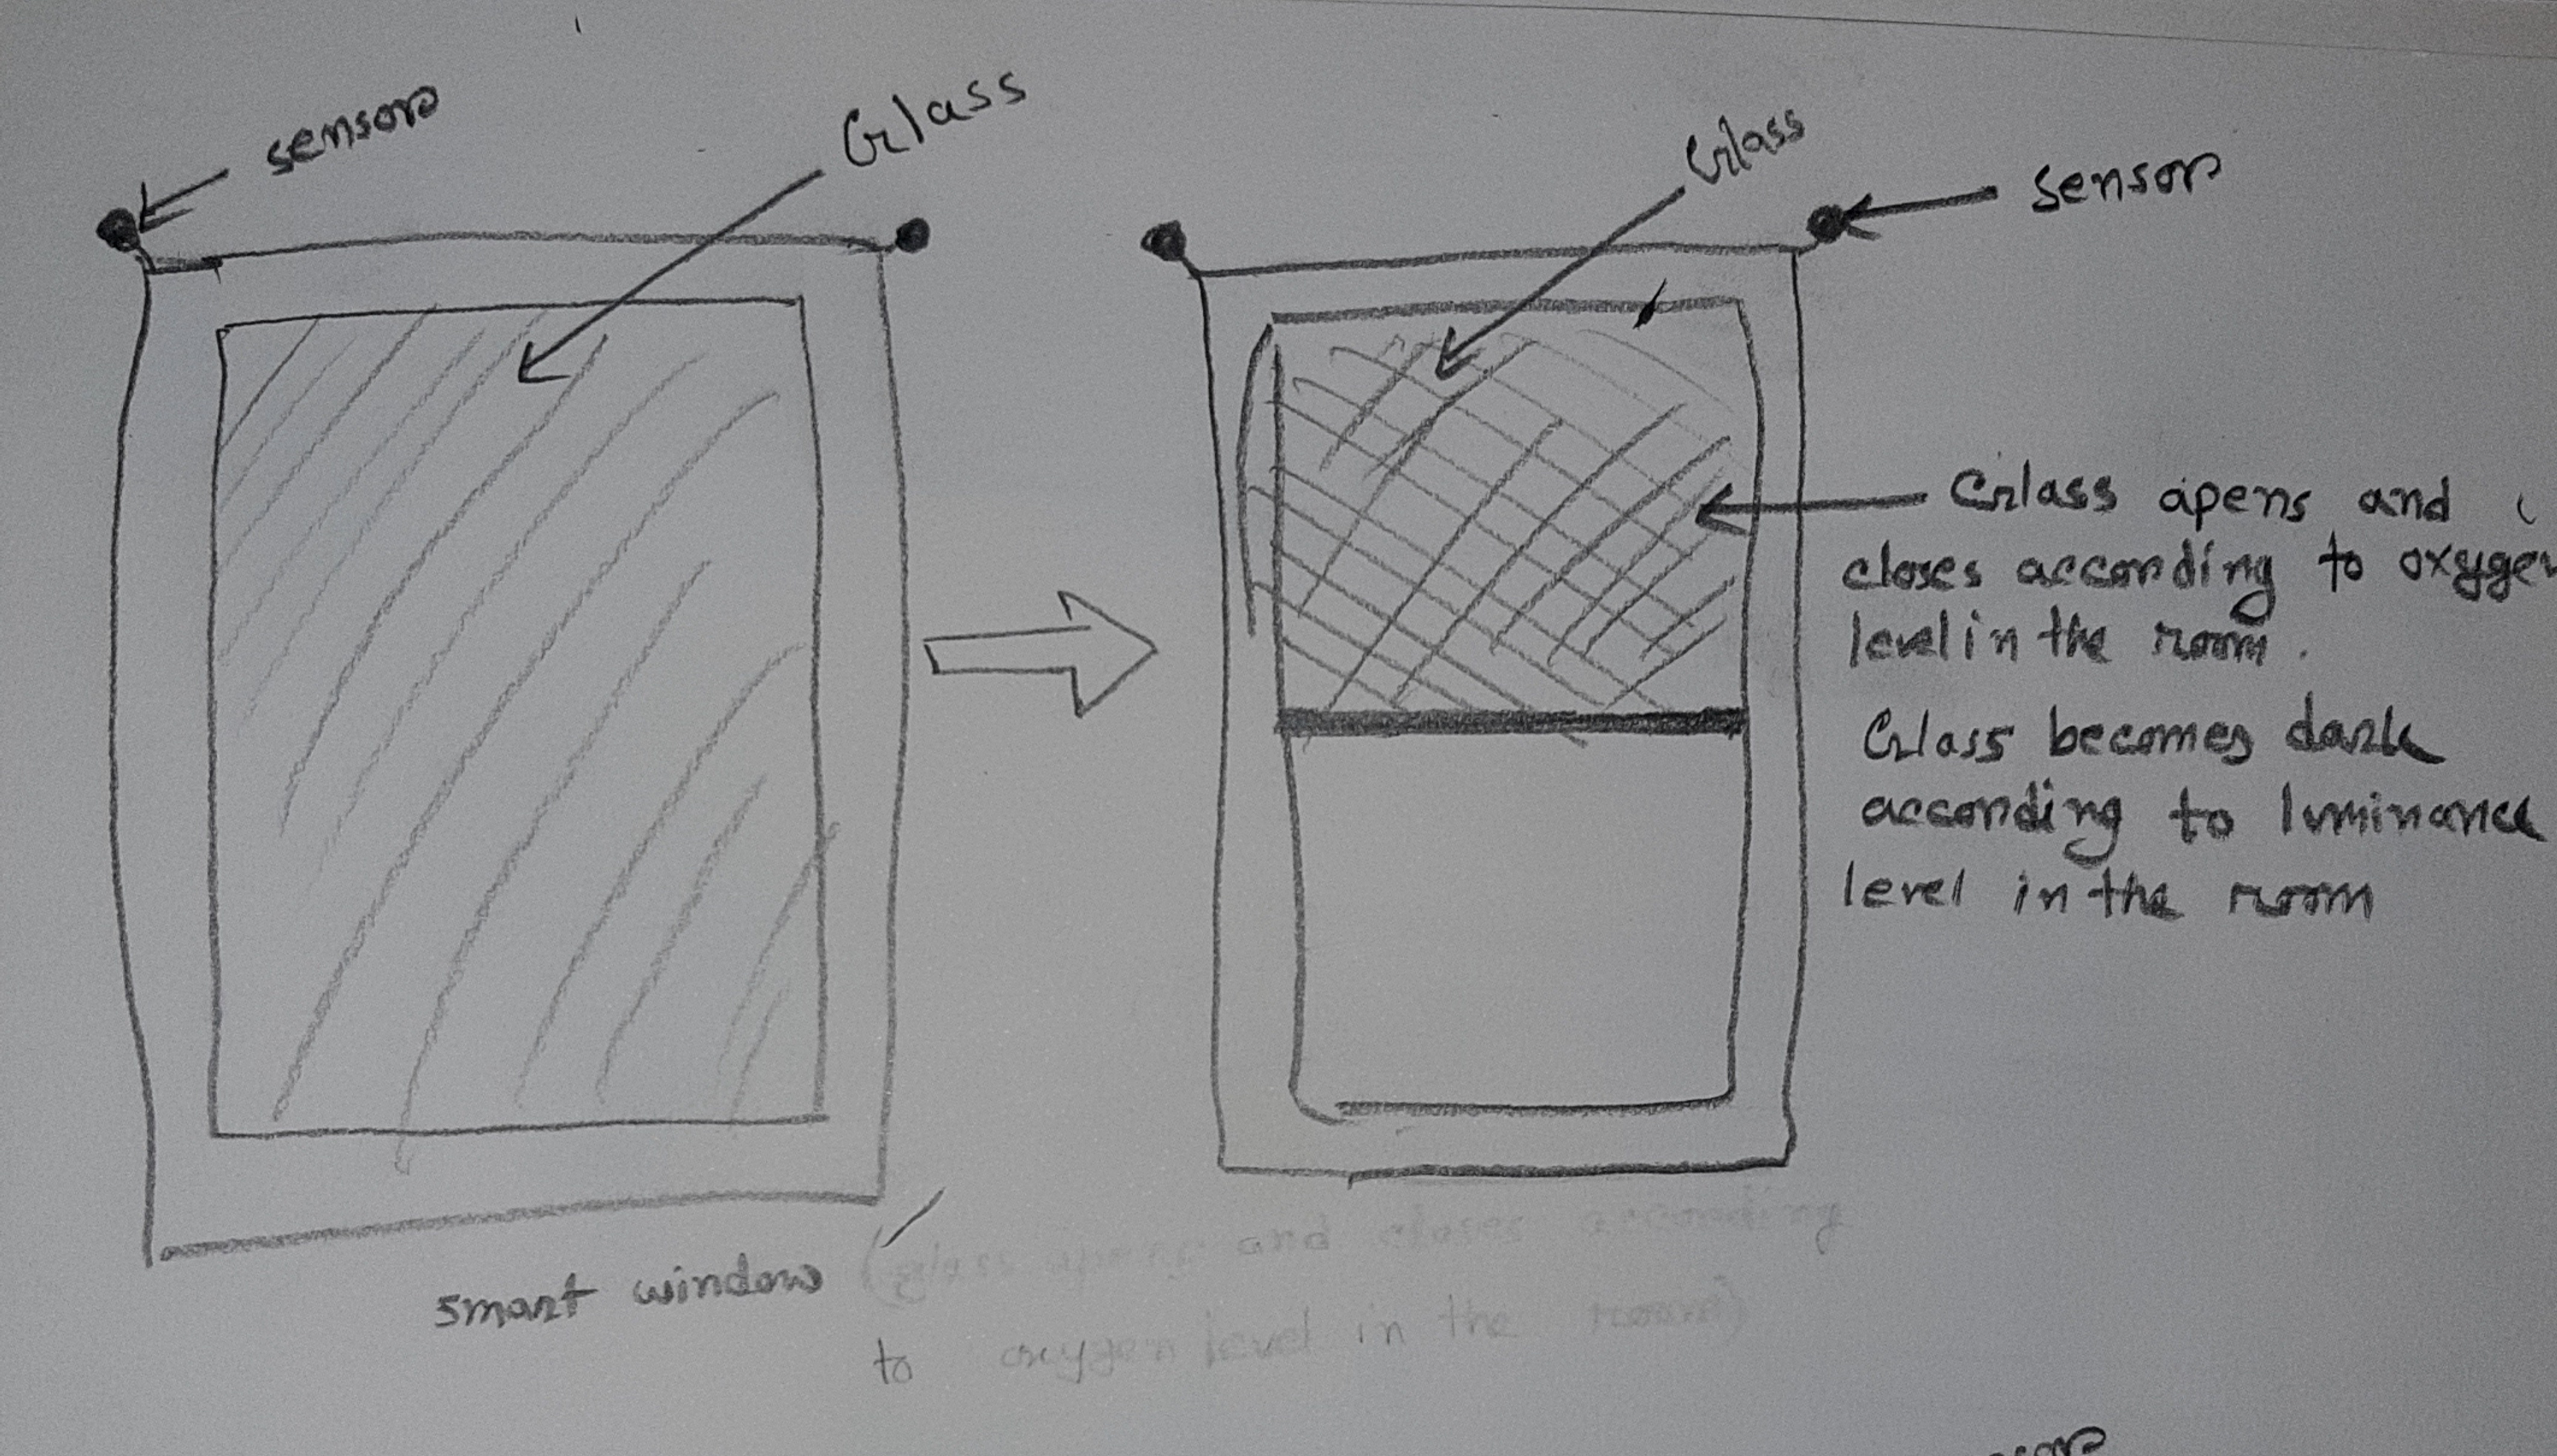 sensor
Glass
Glass
sensor
Glass opens and
closes according to oxygen
level in the room.
Glass becomes dark
according to luminance
level in the room
smart window (glass opens and closes according
to oxygen level in the room)